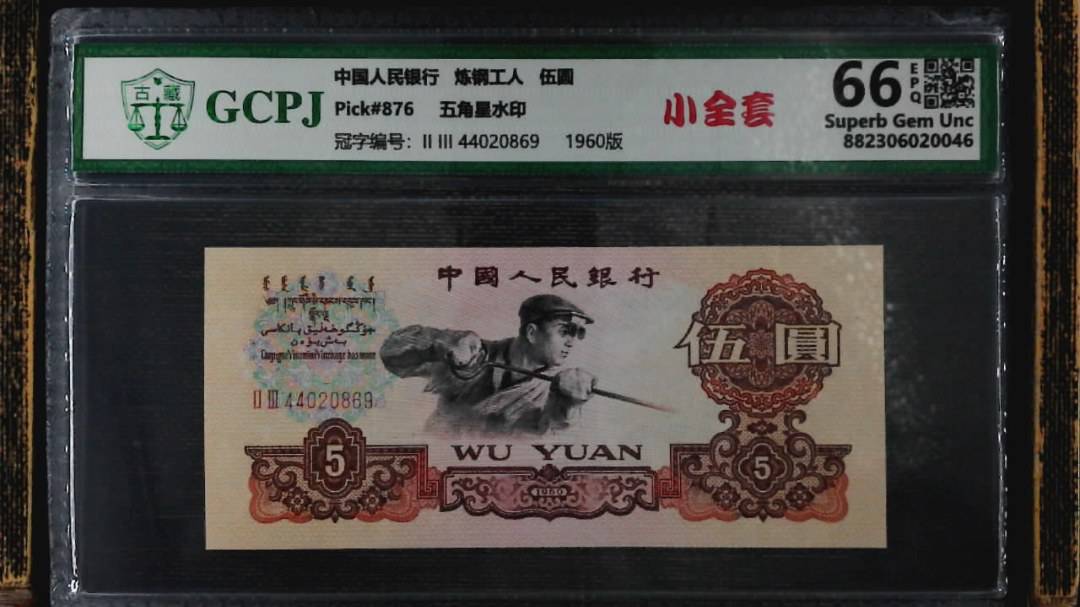 古 藏
GCPJ
中国人民银行 炼钢工人 伍圆
Pick#876 五角星水印
冠字编号: II III 44020869 1960版
小全套
66
EPQ
Superb Gem Unc
882306020046
中國人民銀行
伍圓
II III 44020869
WU YUAN
5
1960
5